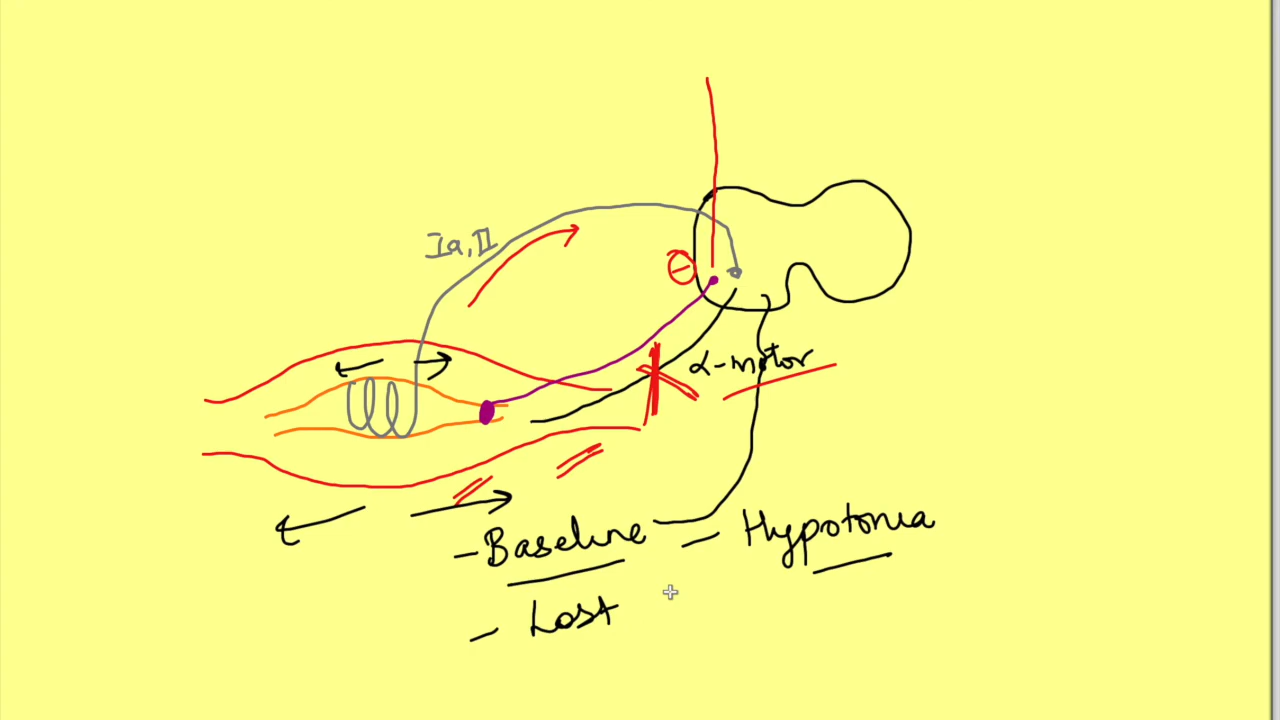 Ia, II
⊖
α-motor
- Baseline - Hypotonia
- Lost